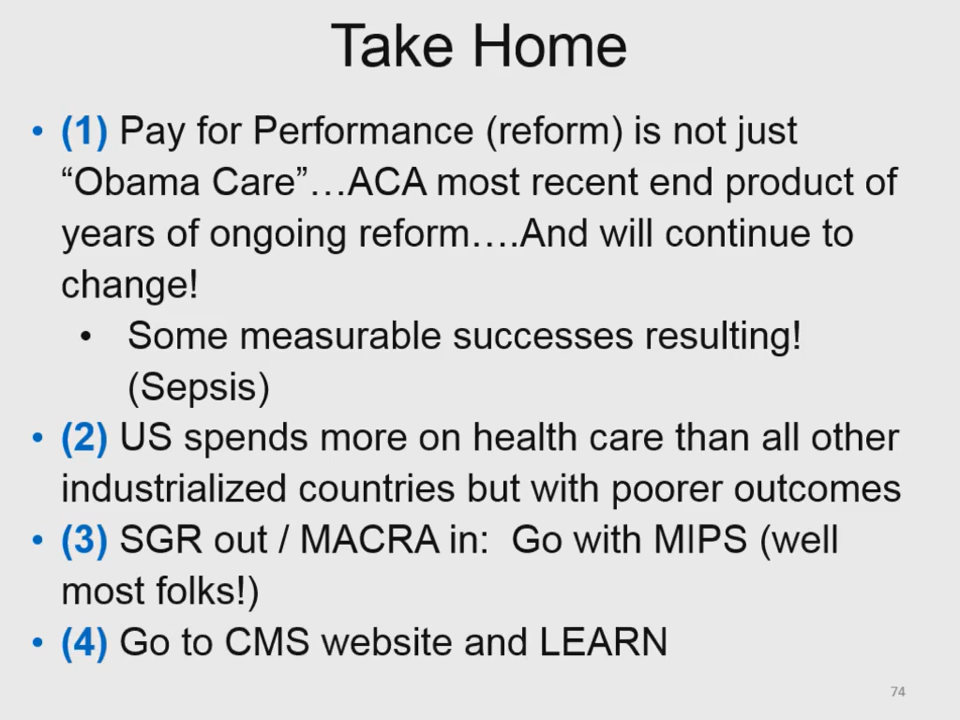 Take Home
• (1) Pay for Performance (reform) is not just
“Obama Care”…ACA most recent end product of
years of ongoing reform….And will continue to
change!
• Some measurable successes resulting!
(Sepsis)
• (2) US spends more on health care than all other
industrialized countries but with poorer outcomes
• (3) SGR out / MACRA in:  Go with MIPS (well
most folks!)
• (4) Go to CMS website and LEARN
74